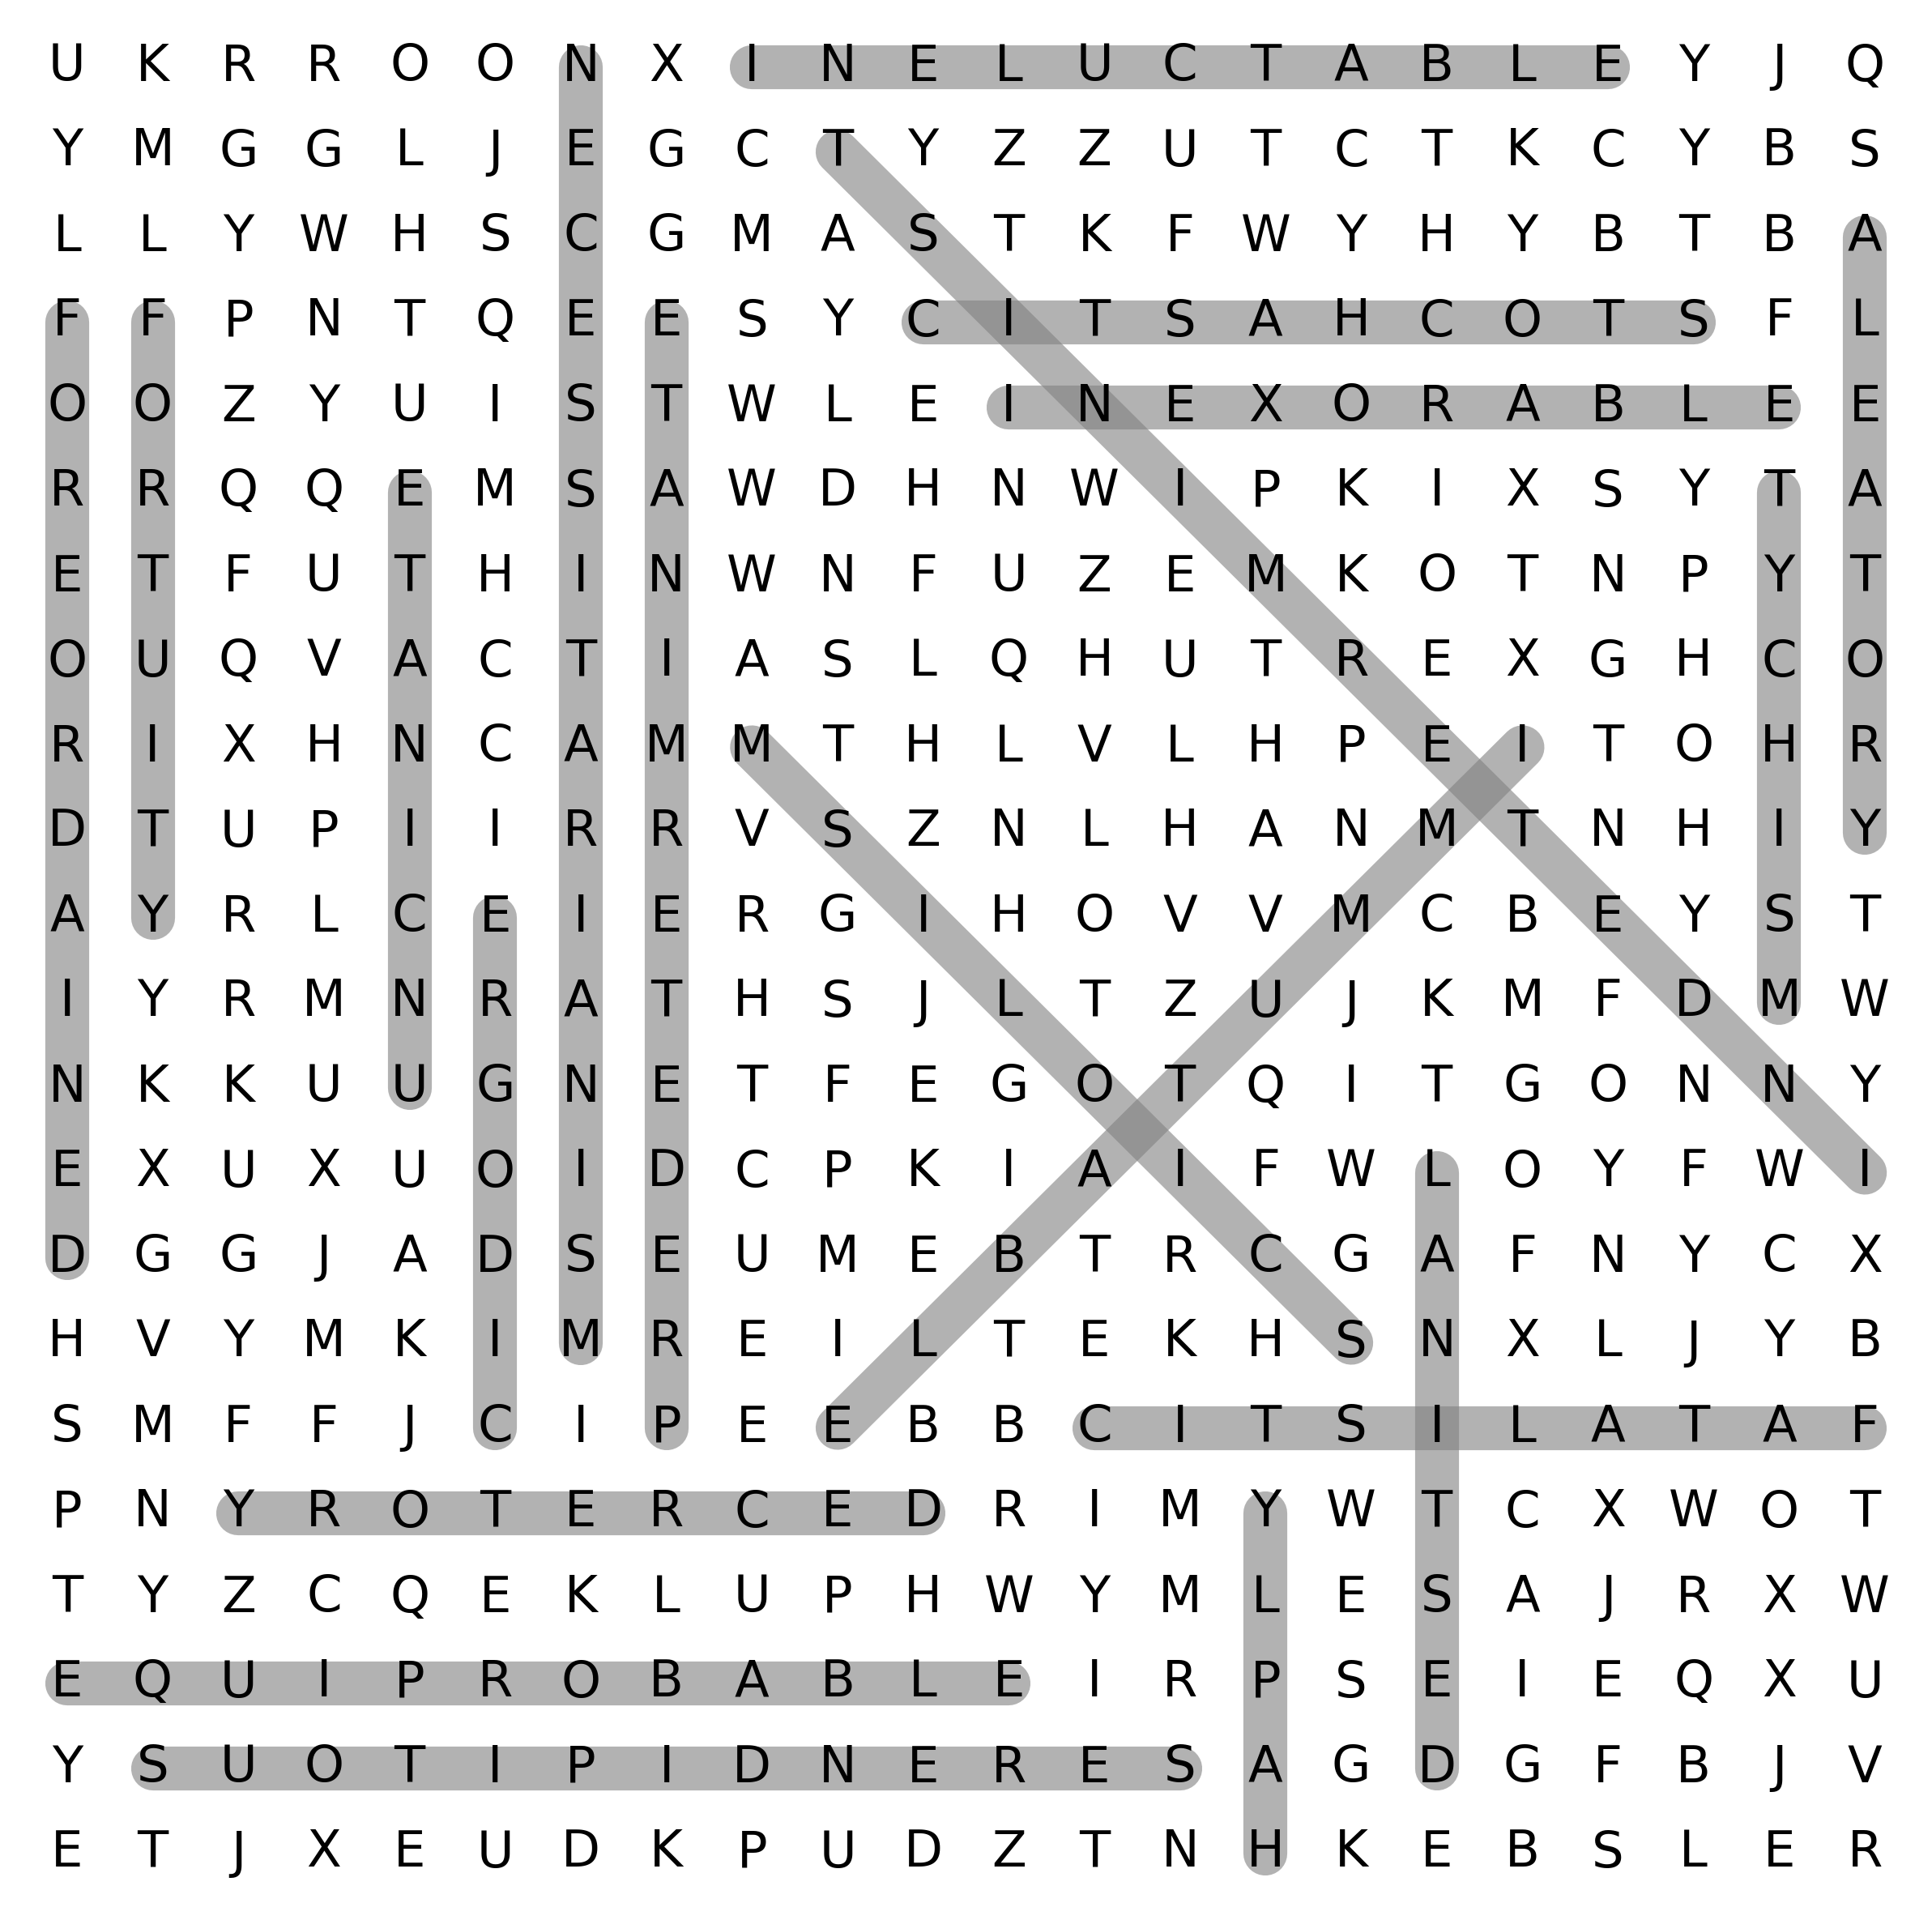 U K R R O O N X I N E L U C T A B L E Y J Q
Y M G G L J E G C T Y Z Z U T C T K C Y B S
L L Y W H S C G M A S T K F W Y H Y B T B A
F F P N T Q E E S Y C I T S A H C O T S F L
O O Z Y U I S T W L E I N E X O R A B L E E
R R Q Q E M S A W D H N W I P K I X S Y T A
E T F U T H I N W N F U Z E M K O T N P Y T
O U Q V A C T I A S L Q H U T R E X G H C O
R I X H N C A M M T H L V L H P E I T O H R
D T U P I I R R V S Z N L H A N M T N H I Y
A Y R L C E I E R G I H O V V M C B E Y S T
I Y R M N R A T H S J L T Z U J K M F D M W
N K K U U G N E T F E G O T Q I T G O N N Y
E X U X U O I D C P K I A I F W L O Y F W I
D G G J A D S E U M E B T R C G A F N Y C X
H V Y M K I M R E I L T E K H S N X L J Y B
S M F F J C I P E E B B C I T S I L A T A F
P N Y R O T E R C E D R I M Y W T C X W O T
T Y Z C Q E K L U P H W Y M L E S A J R X W
E Q U I P R O B A B L E I R P S E I E Q X U
Y S U O T I P I D N E R E S A G D G F B J V
E T J X E U D K P U D Z T N H K E B S L E R